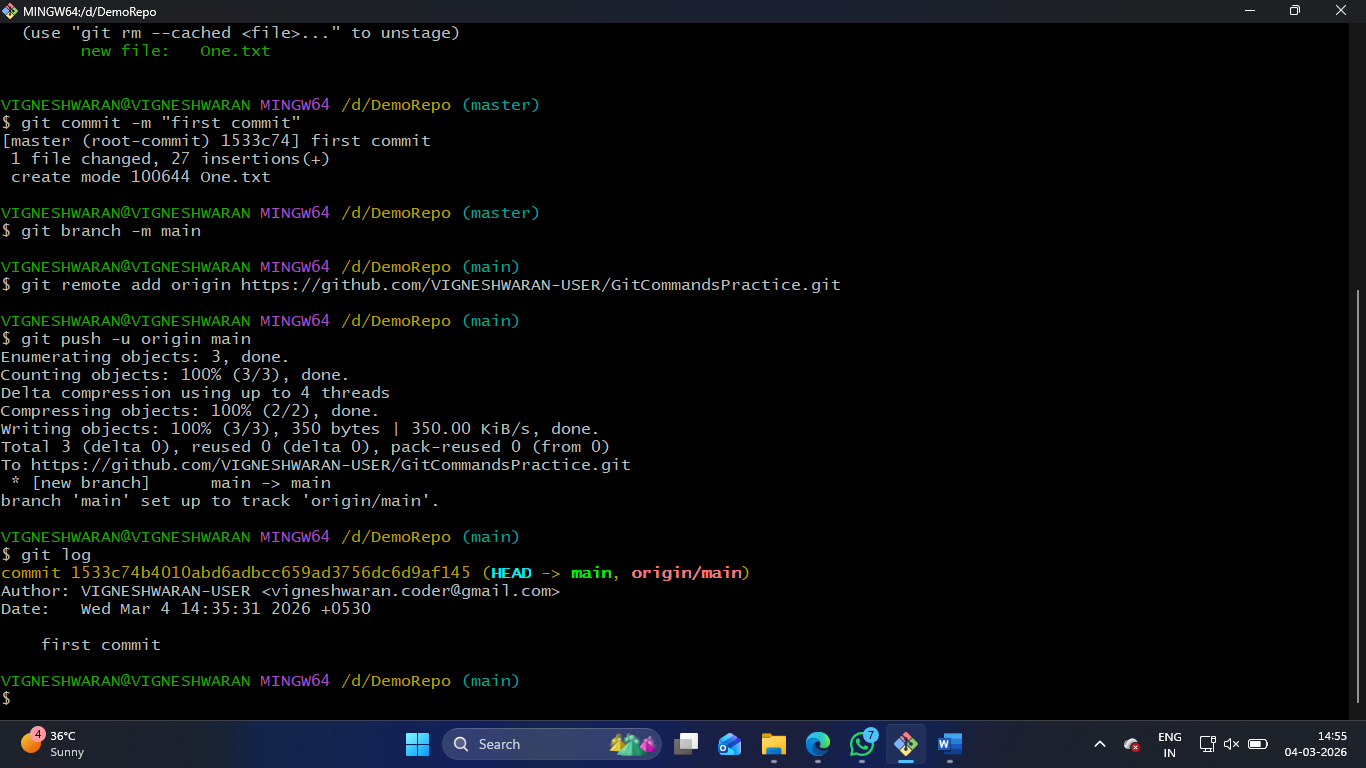 MINGW64:/d/DemoRepo
(use "git rm --cached <file>..." to unstage)
new file:   One.txt
VIGNESHWARAN@VIGNESHWARAN MINGW64 /d/DemoRepo (master)
$ git commit -m "first commit"
[master (root-commit) 1533c74] first commit
1 file changed, 27 insertions(+)
create mode 100644 One.txt
VIGNESHWARAN@VIGNESHWARAN MINGW64 /d/DemoRepo (master)
$ git branch -m main
VIGNESHWARAN@VIGNESHWARAN MINGW64 /d/DemoRepo (main)
$ git remote add origin https://github.com/VIGNESHWARAN-USER/GitCommandsPractice.git
VIGNESHWARAN@VIGNESHWARAN MINGW64 /d/DemoRepo (main)
$ git push -u origin main
Enumerating objects: 3, done.
Counting objects: 100% (3/3), done.
Delta compression using up to 4 threads
Compressing objects: 100% (2/2), done.
Writing objects: 100% (3/3), 350 bytes | 350.00 KiB/s, done.
Total 3 (delta 0), reused 0 (delta 0), pack-reused 0 (from 0)
To https://github.com/VIGNESHWARAN-USER/GitCommandsPractice.git
* [new branch]      main -> main
branch 'main' set up to track 'origin/main'.
VIGNESHWARAN@VIGNESHWARAN MINGW64 /d/DemoRepo (main)
$ git log
commit 1533c74b4010abd6adbcc659ad3756dc6d9af145 (HEAD -> main, origin/main)
Author: VIGNESHWARAN-USER <vigneshwaran.coder@gmail.com>
Date:   Wed Mar 4 14:35:31 2026 +0530
first commit
VIGNESHWARAN@VIGNESHWARAN MINGW64 /d/DemoRepo (main)
$
4
36°C
Sunny
Search
7
ENG
IN
14:55
04-03-2026